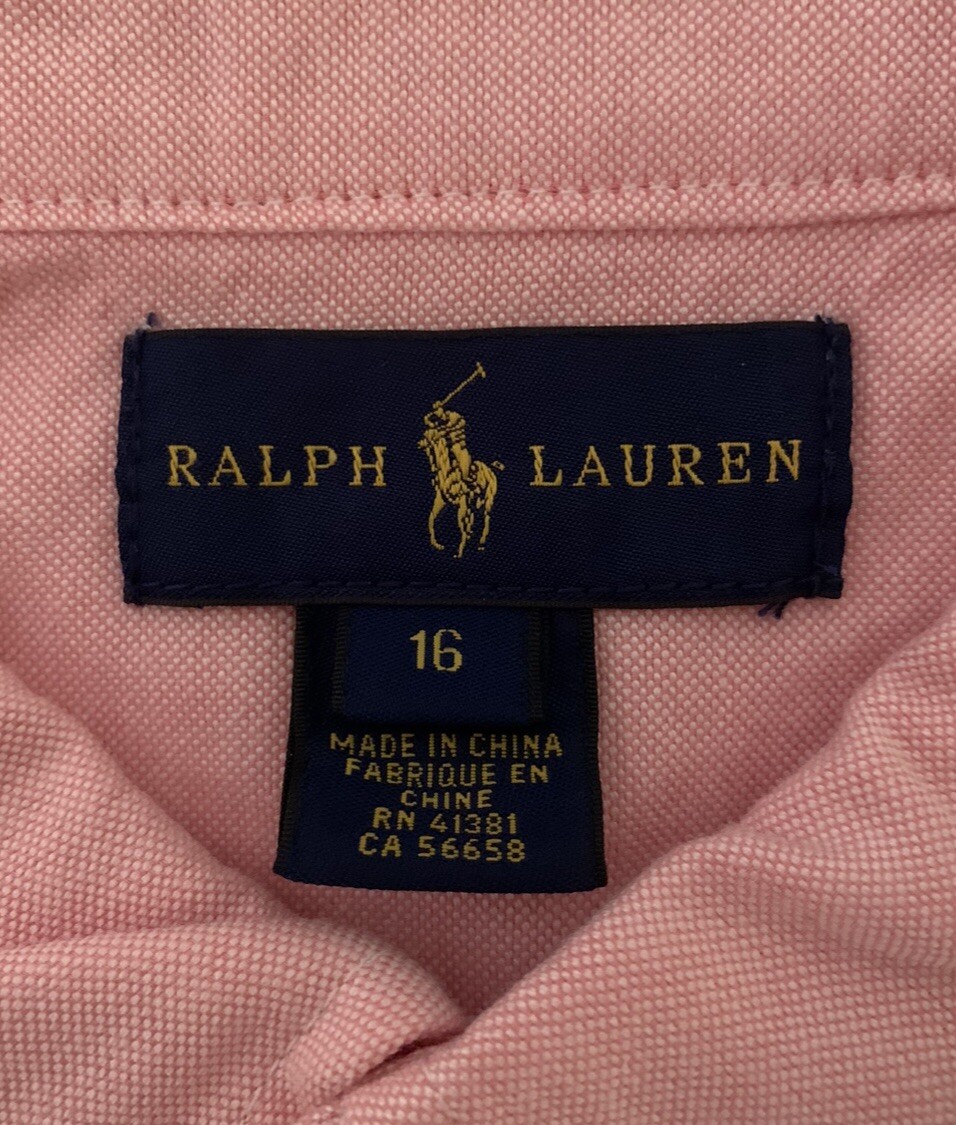 RALPH LAUREN
16
MADE IN CHINA
FABRIQUE EN
CHINE
RN 41381
CA 56658